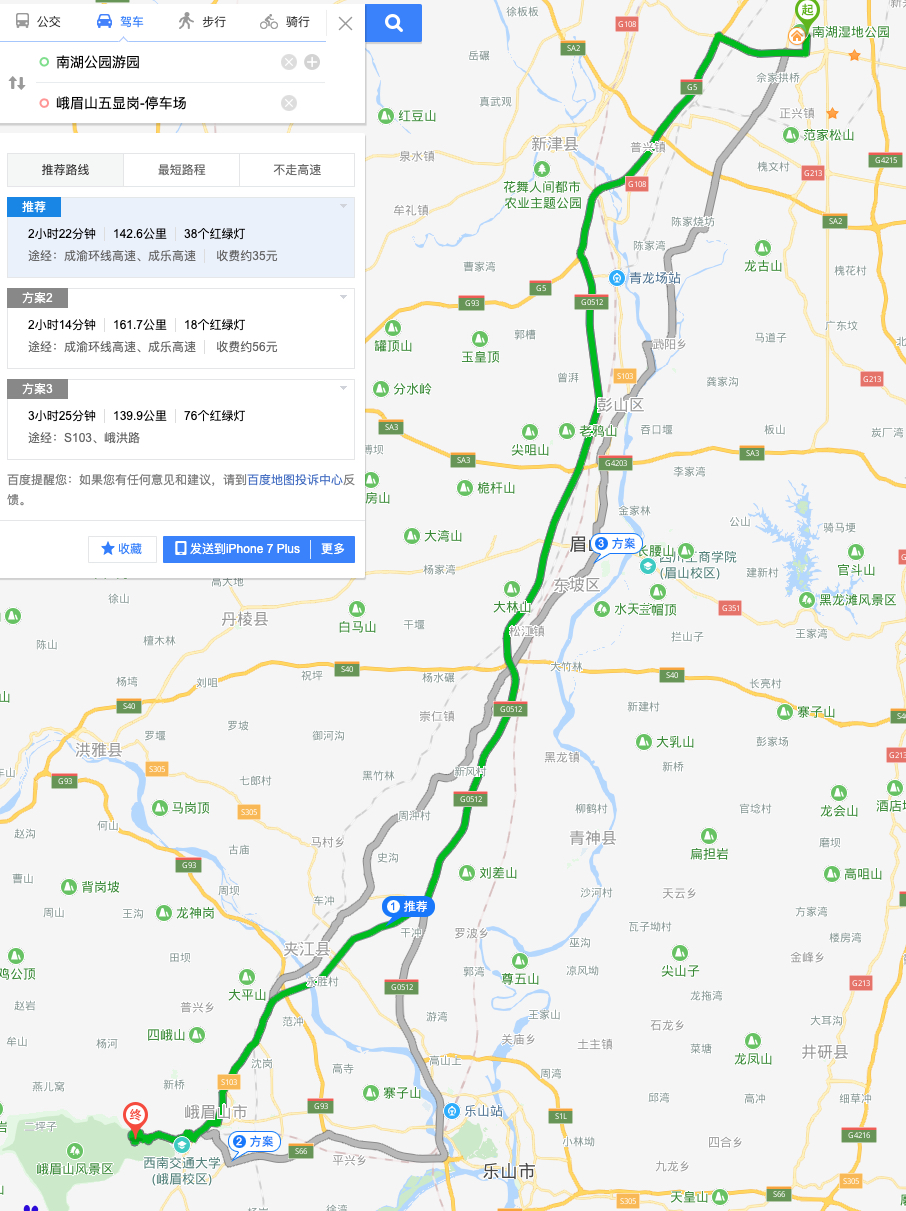 公交
驾车
步行
骑行
南湖公园游园
峨眉山五显岗-停车场
推荐路线
最短路程
不走高速
推荐
2小时22分钟 142.6公里 38个红绿灯
途经：成渝环线高速、成乐高速 收费约35元
方案2
2小时14分钟 161.7公里 18个红绿灯
途经：成渝环线高速、成乐高速 收费约56元
方案3
3小时25分钟 139.9公里 76个红绿灯
途经：S103、峨洪路
百度提醒您：如果您有任何意见和建议，请到百度地图投诉中心反
馈。
收藏
发送到iPhone 7 Plus
更多
徐板板
G108
起
南湖湿地公园
SA2
岳碾
佘家拱桥
G5
真武观
红豆山
正兴镇
范家松山
新津县
普兴镇
泉水镇
G4215
槐文村
G213
花舞人间都市
农业主题公园
G108
牟礼镇
陈家烧坊
SA2
陈家湾
龙古山
曹家湾
青龙场站
槐花村
G5
G93
G0512
罐顶山
郭槽
广东坟
马道子
玉皇顶
武阳乡
曾湃
S103
G213
分水岭
龚家沟
彭山区
SA3
老鸦山
吞口堰
板山
炭厂湾
尖咀山
SA3
SA3
G4203
李家湾
房山
桅杆山
金家林
公山
骑马埂
大湾山
眉
3 方案
长腰山
四川工商学院
(眉山校区)
官斗山
杨家湾
建新村
高大地
徐山
东坡区
大林山
水天芸帽顶
黑龙滩风景区
丹棱县
白马山
干堰
G351
松江镇
王家湾
檀木林
拦山子
陈山
S40
大竹林
S40
杨塆
刘咀
祝坪
杨水碾
长亮村
S40
崇仁镇
G0512
新建村
寨子山
罗坡
罗堰
御河沟
大乳山
彭家场
洪雅县
黑龙镇
新桥
G213
S305
新风村
黑竹林
G93
七郎村
G0512
马岗顶
S305
周冲村
柳鹤村
官埝村
龙会山
何山
赵沟
马村乡
青神县
磨坝
古庙
史沟
扁担岩
G93
刘差山
高咀山
曹山
背岗坡
周坝
沙河村
天云乡
车冲
1 推荐
周山
王沟
龙神岗
方家湾
瓦子坳村
干冲
罗波乡
楼房湾
夹江县
巫沟
田坝
金峰乡
鸡公顶
郭湾
尊五山
凉风坳
尖山子
永胜村
大平山
G0512
G213
赵岩
普兴乡
龙拖湾
王家山
游湾
范冲
大耳沟
四峨山
石龙乡
牟山
杨河
关庙乡
土主镇
菜塘
龙凤山
井研县
沈岗
高山上
高寺
周湾
燕儿窝
新桥
S103
寨子山
邱湾
高冲
细草冲
G93
峨眉山市
乐山站
S1L
终
二坪子
G4216
2 方案
小林坳
四合乡
S66
峨眉山风景区
西南交通大学
(峨眉校区)
平兴乡
九龙乡
乐山市
S305
天皇山
S66
S305